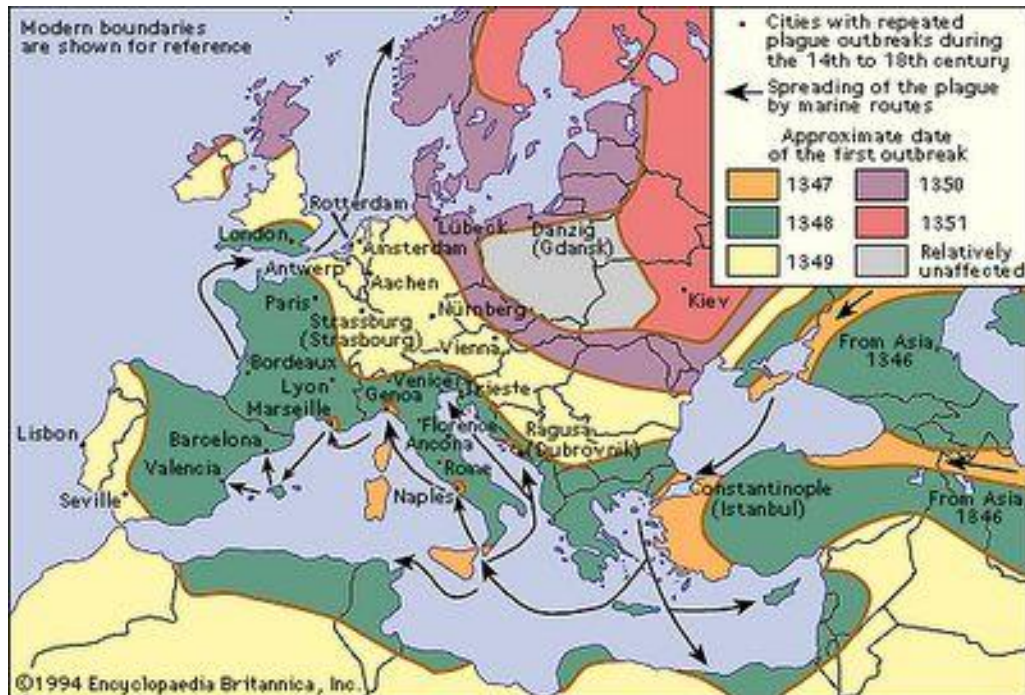 Modern boundaries
are shown for reference
Cities with repeated
plague outbreaks during
the 14th to 18th century
Spreading of the plague
by marine routes
Approximate date
of the first outbreak
1347
1350
1348
1351
1349
Relatively
unaffected
Rotterdam
London
Amsterdam
Lübeck
Danzig
(Gdansk)
Antwerp
Aachen
Paris
Nürnberg
Kiev
Strassburg
(Strasbourg)
Vienna
From Asia,
1346
Bordeaux
Lyon
Venice
Trieste
Genoa
Marseille
Florence
Ragusa
(Dubrovnik)
Lisbon
Barcelona
Ancona
Rome
Valencia
Seville
Naples
Constantinople
(Istanbul)
From Asia
1346
©1994 Encyclopaedia Britannica, Inc.